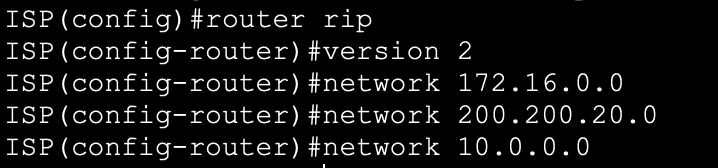 ISP(config)#router rip
ISP(config-router)#version 2
ISP(config-router)#network 172.16.0.0
ISP(config-router)#network 200.200.20.0
ISP(config-router)#network 10.0.0.0